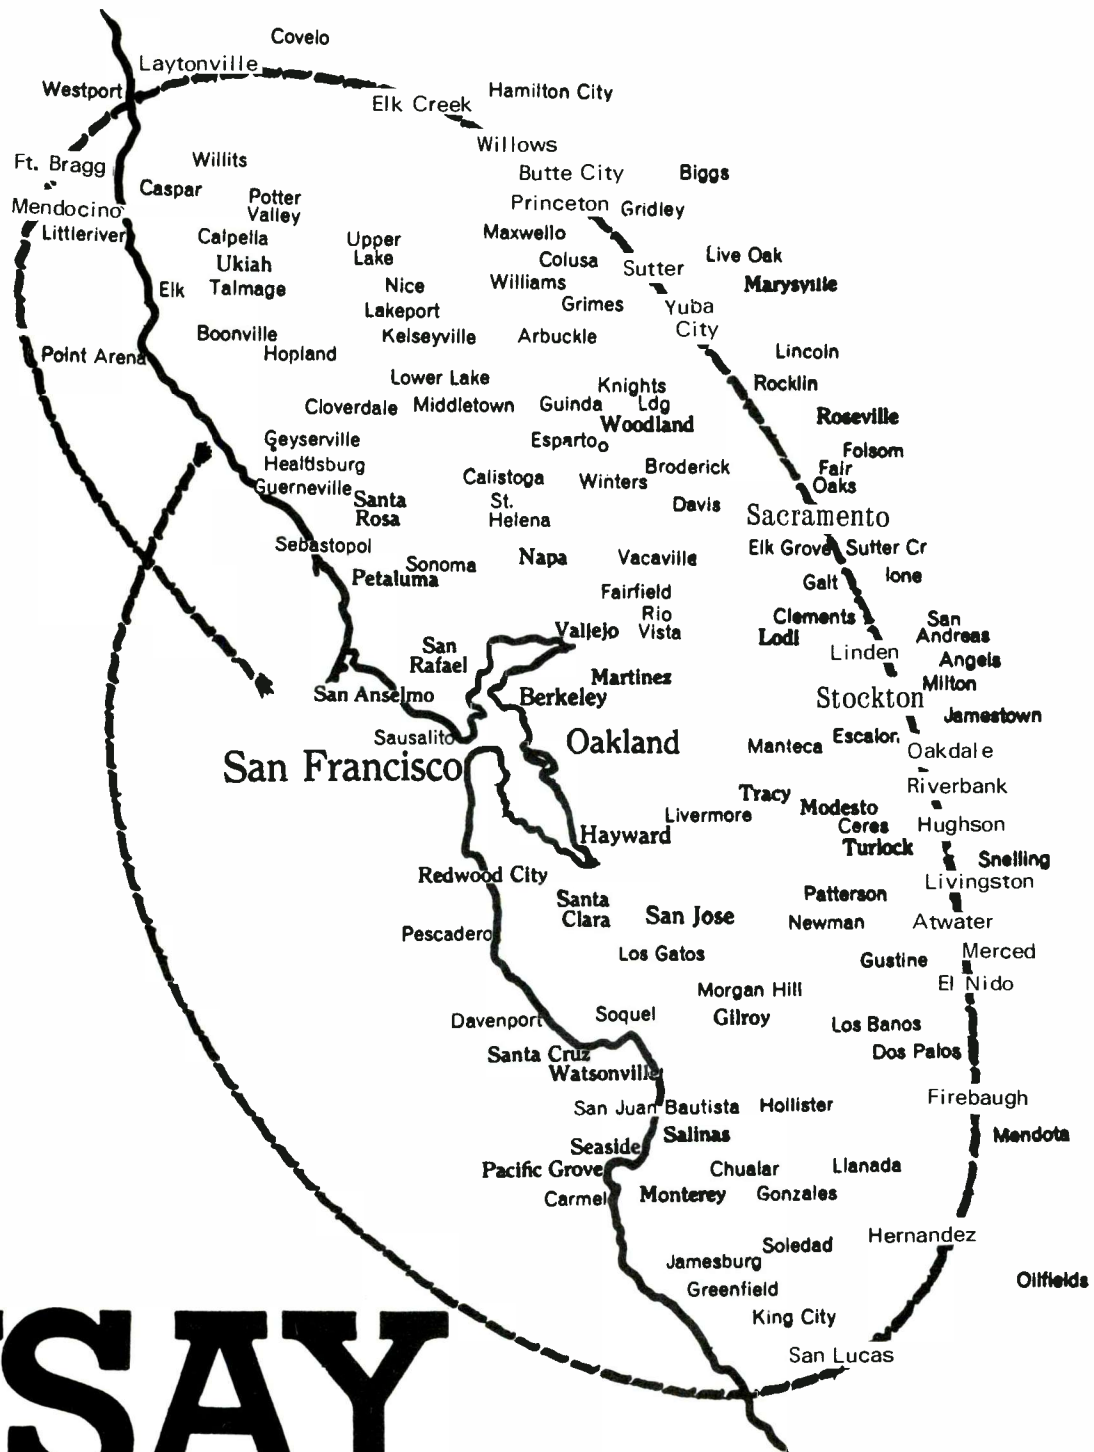 Covelo
Laytonville
Westport
Elk Creek
Hamilton City
Willows
Ft. Bragg
Willits
Butte City
Biggs
Caspar
Potter
Valley
Princeton
Gridley
Mendocino
Littleriver
Calpella
Upper
Lake
Maxwello
Colusa
Live Oak
Ukiah
Sutter
Elk
Talmage
Nice
Williams
Marysville
Lakeport
Grimes
Yuba
City
Boonville
Kelseyville
Arbuckle
Point Arena
Hopland
Lincoln
Lower Lake
Knights
Ldg
Rocklin
Cloverdale
Middletown
Guinda
Woodland
Roseville
Geyserville
Esparto
Folsom
Healdsburg
Calistoga
Winters
Broderick
Fair
Oaks
Guerneville
Santa
Rosa
St.
Helena
Davis
Sacramento
Sebastopol
Elk Grove
Sutter Cr
Sonoma
Napa
Vacaville
Petaluma
Galt
Ione
Fairfield
Rio
Vista
Clements
San
Andreas
Vallejo
Lodi
San
Rafael
Linden
Angels
Martinez
Milton
San Anselmo
Berkeley
Stockton
Jamestown
Sausalito
Oakland
Manteca
Escalon
Oakdale
San Francisco
Riverbank
Tracy
Modesto
Livermore
Ceres
Hughson
Hayward
Turlock
Snelling
Redwood City
Livingston
Santa
Clara
San Jose
Patterson
Newman
Atwater
Pescadero
Los Gatos
Gustine
Merced
El Nido
Morgan Hill
Davenport
Soquel
Gilroy
Los Banos
Santa Cruz
Dos Palos
Watsonville
Firebaugh
San Juan Bautista
Hollister
Salinas
Mendota
Seaside
Pacific Grove
Chualar
Llanada
Carmel
Monterey
Gonzales
Hernandez
Soledad
Jamesburg
Oilfields
Greenfield
King City
San Lucas
SAY